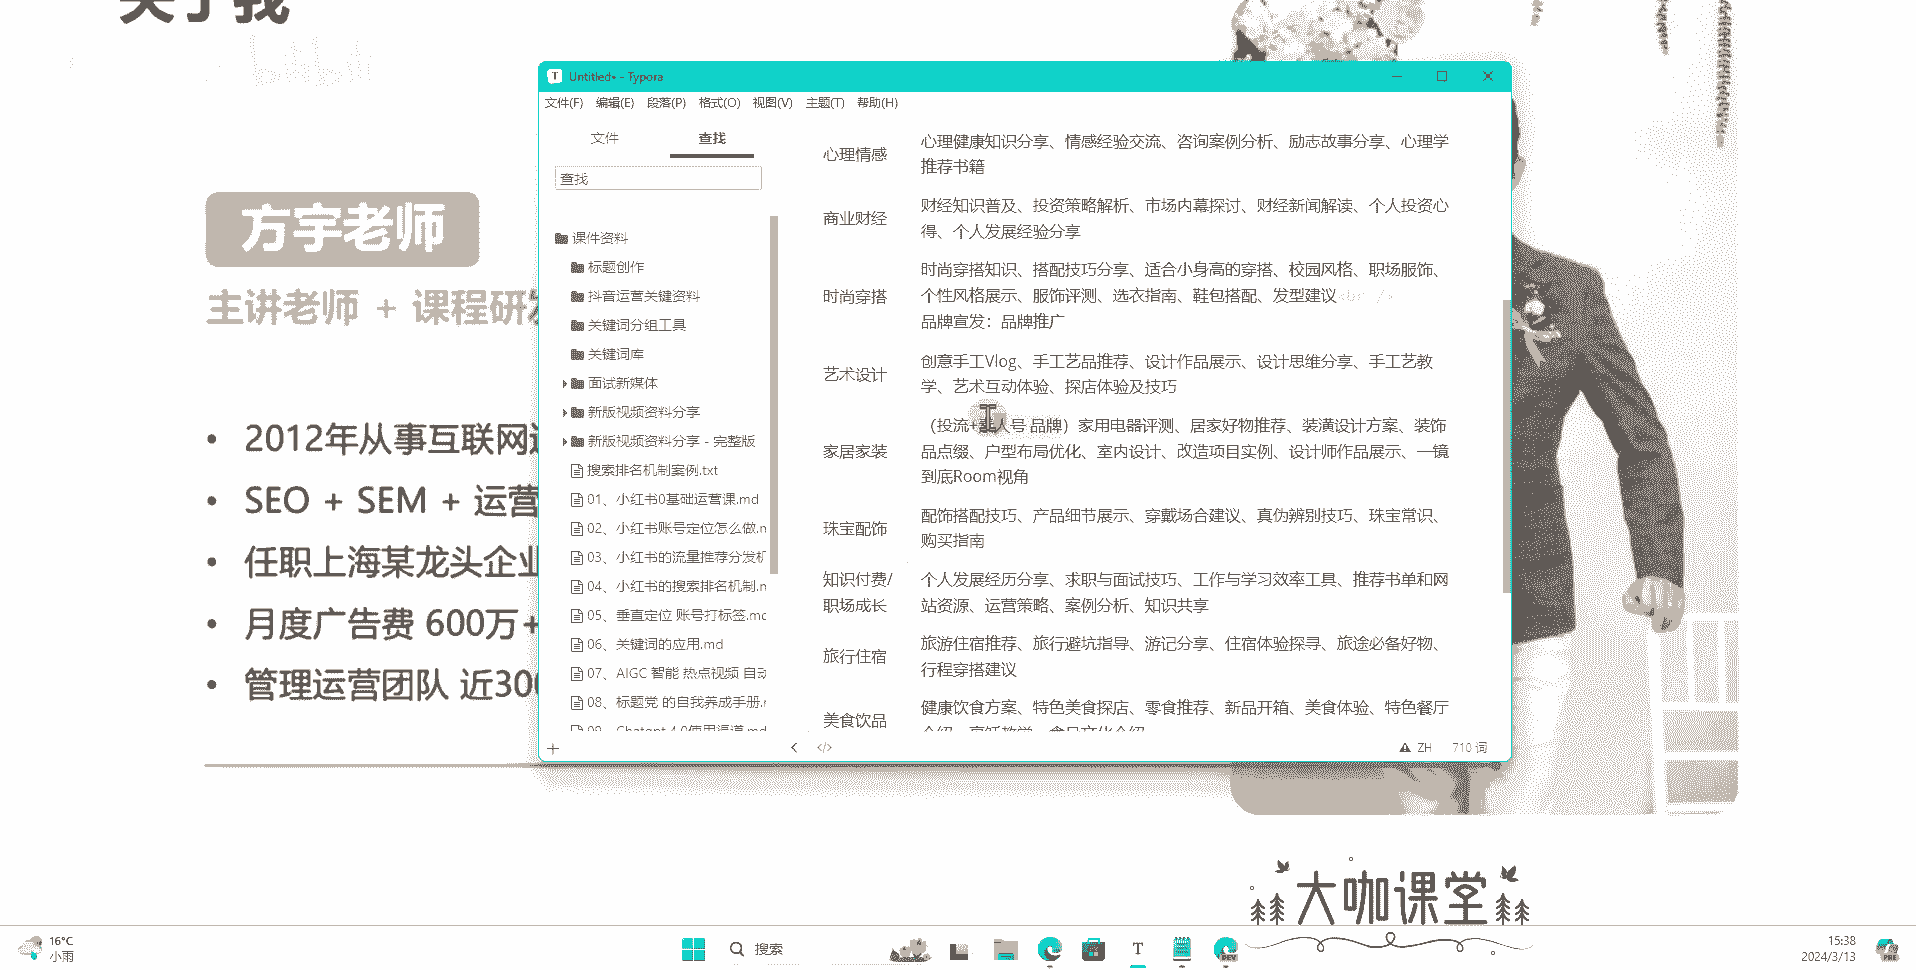 关于我
bilibili
方宇老师
主讲老师 + 课程研发
2012年从事互联网运
SEO + SEM + 运营
任职上海某龙头企业
月度广告费 600万+
管理运营团队 近300
Untitled• - Typora
文件(F) 编辑(E) 段落(P) 格式(O) 视图(V) 主题(T) 帮助(H)
文件 查找
查找
课件资料
标题创作
抖音运营关键资料
关键词分组工具
关键词库
面试新媒体
新版视频资料分享
新版视频资料分享 - 完整版
搜索排名机制案例.txt
01、小红书0基础运营课.md
02、小红书账号定位怎么做.m
03、小红书的流量推荐分发机
04、小红书的搜索排名机制.m
05、垂直定位 账号打标签.md
06、关键词的应用.md
07、AIGC 智能 热点视频 自动
08、标题党 的自我养成手册.m
09、Chatgpt 4.0使用渠道.md
心理情感
心理健康知识分享、情感经验交流、咨询案例分析、励志故事分享、心理学
推荐书籍
商业财经
财经知识普及、投资策略解析、市场内幕探讨、财经新闻解读、个人投资心
得、个人发展经验分享
时尚穿搭
时尚穿搭知识、搭配技巧分享、适合小身高的穿搭、校园风格、职场服饰、
个性风格展示、服饰评测、选衣指南、鞋包搭配、发型建议<br />
品牌宣发：品牌推广
艺术设计
创意手工Vlog、手工艺品推荐、设计作品展示、设计思维分享、手工艺教
学、艺术互动体验、探店体验及技巧
家居家装
（投流+ 人号 品牌）家用电器评测、居家好物推荐、装潢设计方案、装饰
品点缀、户型布局优化、室内设计、改造项目实例、设计师作品展示、一镜
到底Room视角
珠宝配饰
配饰搭配技巧、产品细节展示、穿戴场合建议、真伪辨别技巧、珠宝常识、
购买指南
知识付费/
职场成长
个人发展经历分享、求职与面试技巧、工作与学习效率工具、推荐书单和网
站资源、运营策略、案例分析、知识共享
旅行住宿
旅游住宿推荐、旅行避坑指导、游记分享、住宿体验探寻、旅途必备好物、
行程穿搭建议
美食饮品
健康饮食方案、特色美食探店、零食推荐、新品开箱、美食体验、特色餐厅
介绍、烹饪教学、食品文化介绍
ZH 710 词
大咖课堂
16°C
小雨
搜索
DEV
15:38
2024/3/13
PRE